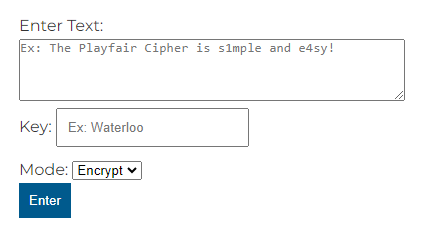 Enter Text:
Ex: The Playfair Cipher is s1mple and e4sy!
Key: Ex: Waterloo
Mode: Encrypt
Enter